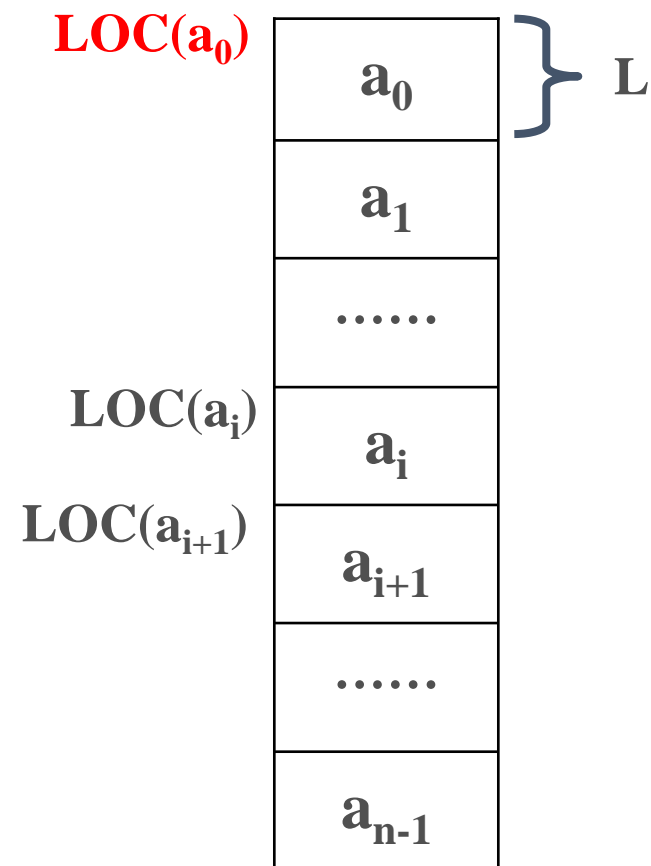 LOC(a₀)
a₀
L
a₁
......
LOC(aᵢ)
aᵢ
LOC(aᵢ₊₁)
aᵢ₊₁
......
aₙ₋₁